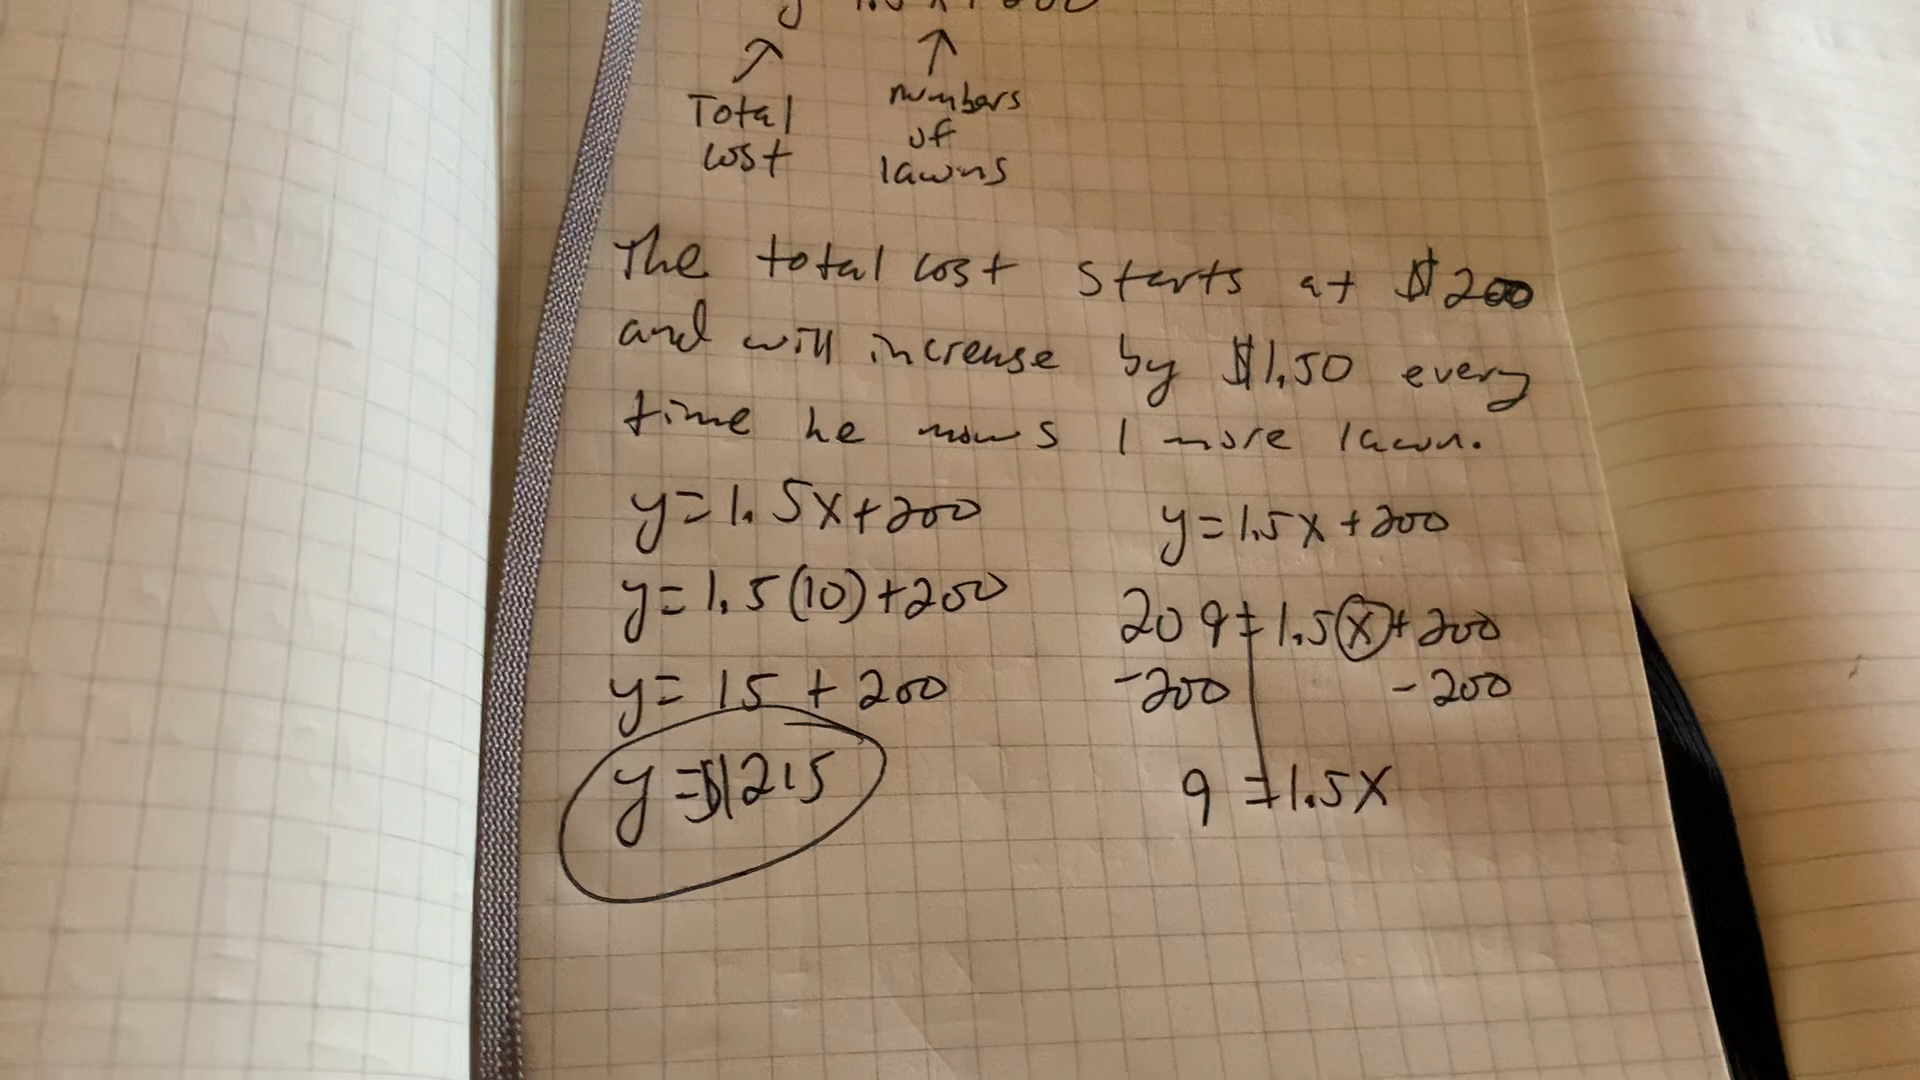 Total
cost
numbers
of
lawns
The total cost starts at $200
and will increase by $1.50 every
time he mows 1 more lawn.
y=1.5x+200
y=1.5(10)+200
y=15+200
y=$215
y=1.5x+200
209=1.5x+200
-200 -200
9=1.5x